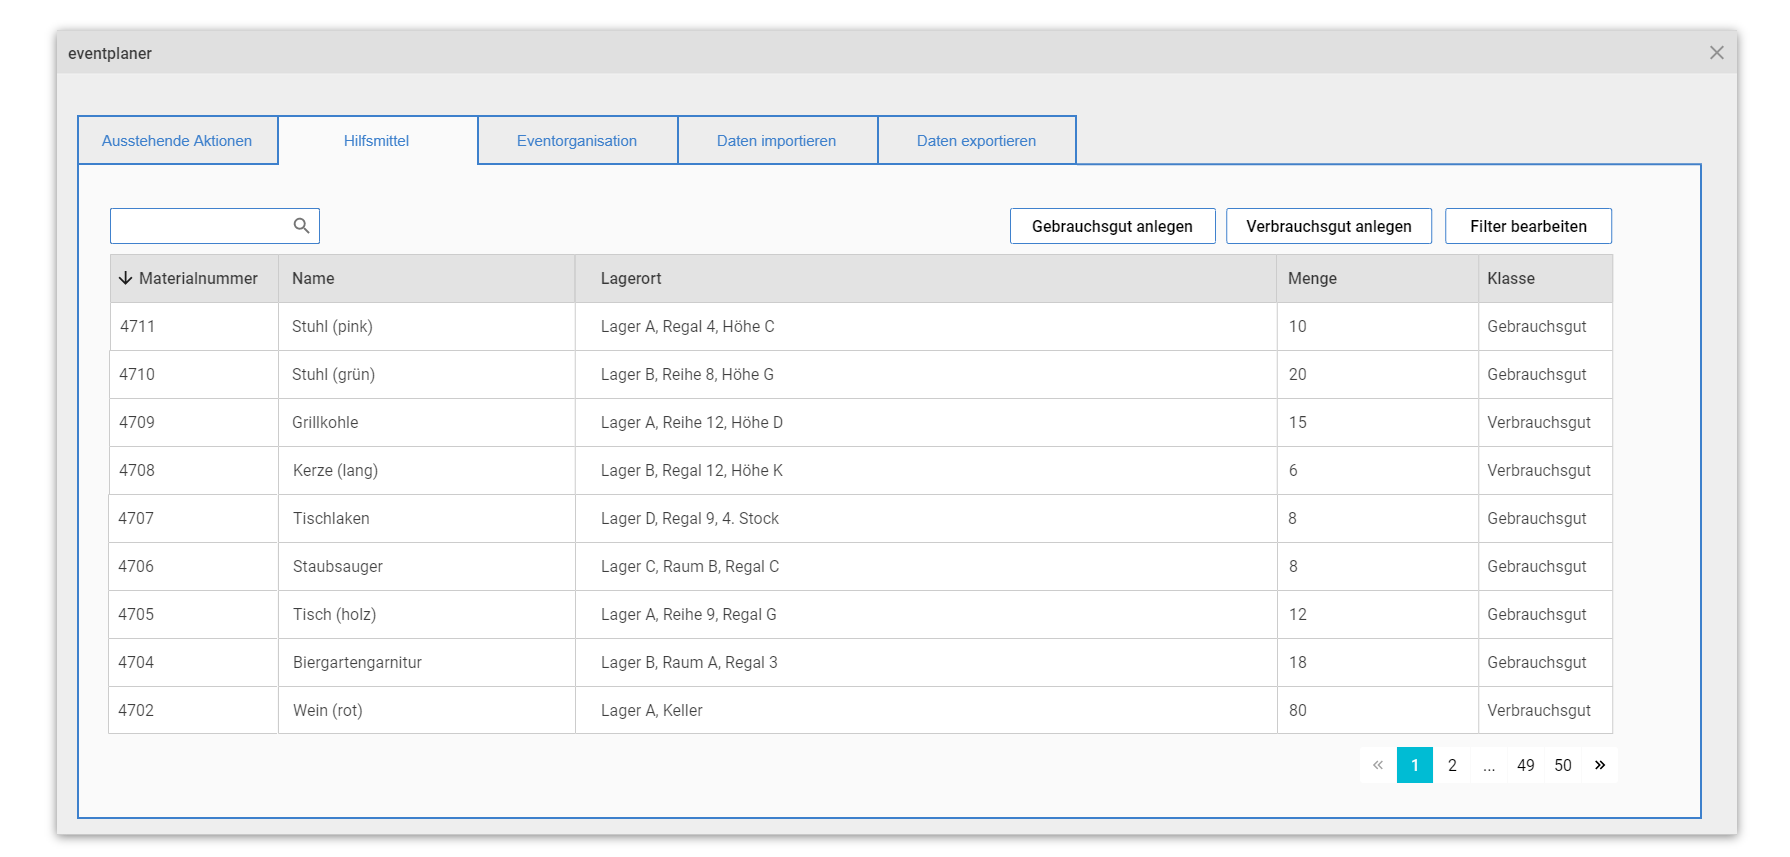 eventplaner
Ausstehende Aktionen Hilfsmittel Eventorganisation Daten importieren Daten exportieren
Gebrauchsgut anlegen Verbrauchsgut anlegen Filter bearbeiten
Materialnummer Name Lagerort Menge Klasse
4711 Stuhl (pink) Lager A, Regal 4, Höhe C 10 Gebrauchsgut
4710 Stuhl (grün) Lager B, Reihe 8, Höhe G 20 Gebrauchsgut
4709 Grillkohle Lager A, Reihe 12, Höhe D 15 Verbrauchsgut
4708 Kerze (lang) Lager B, Regal 12, Höhe K 6 Verbrauchsgut
4707 Tischlaken Lager D, Regal 9, 4. Stock 8 Gebrauchsgut
4706 Staubsauger Lager C, Raum B, Regal C 8 Gebrauchsgut
4705 Tisch (holz) Lager A, Reihe 9, Regal G 12 Gebrauchsgut
4704 Biergartengarnitur Lager B, Raum A, Regal 3 18 Gebrauchsgut
4702 Wein (rot) Lager A, Keller 80 Verbrauchsgut
« 1 2 ... 49 50 »